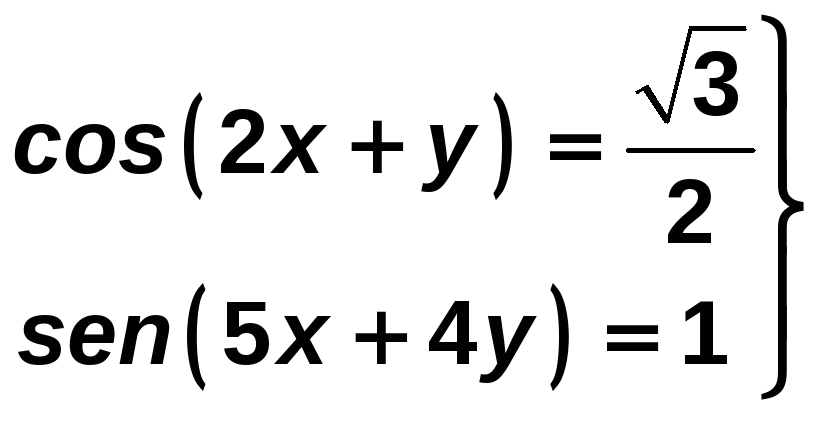 cos(2x + y) = √3/2
sen(5x + 4y) = 1